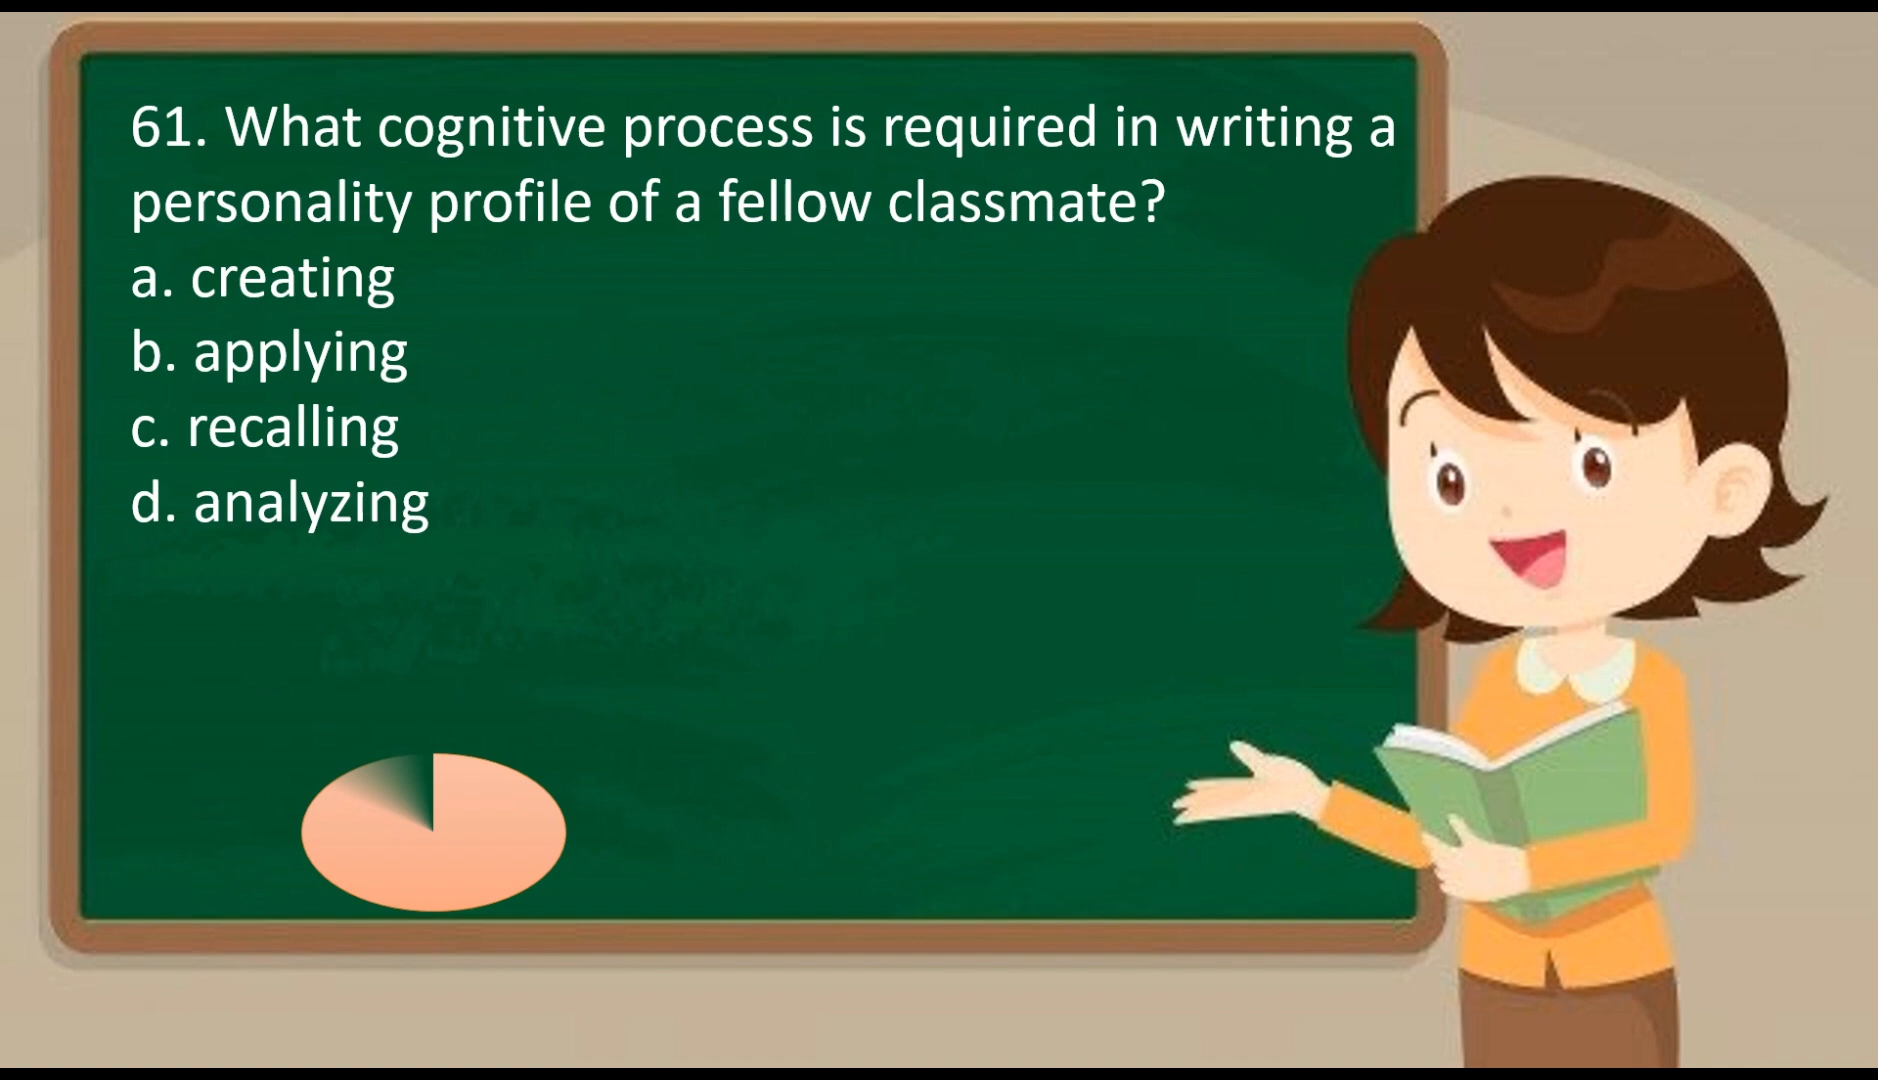 61. What cognitive process is required in writing a
personality profile of a fellow classmate?
a. creating
b. applying
c. recalling
d. analyzing